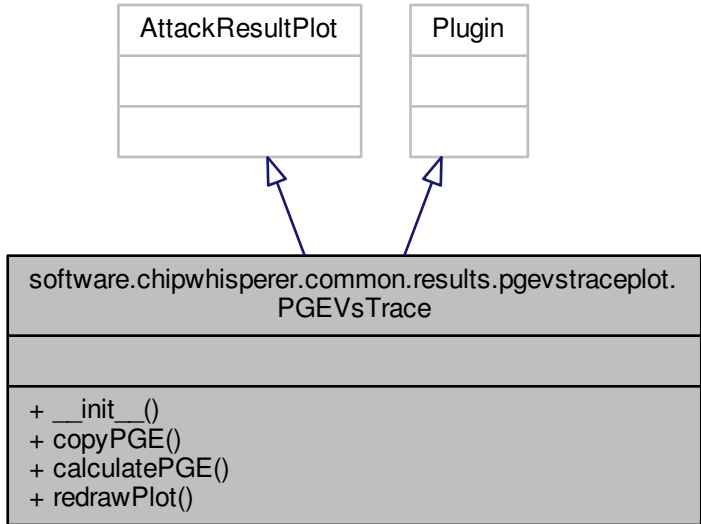 AttackResultPlot
Plugin
software.chipwhisperer.common.results.pgevstraceplot.
PGEVsTrace
+ __init__()
+ copyPGE()
+ calculatePGE()
+ redrawPlot()